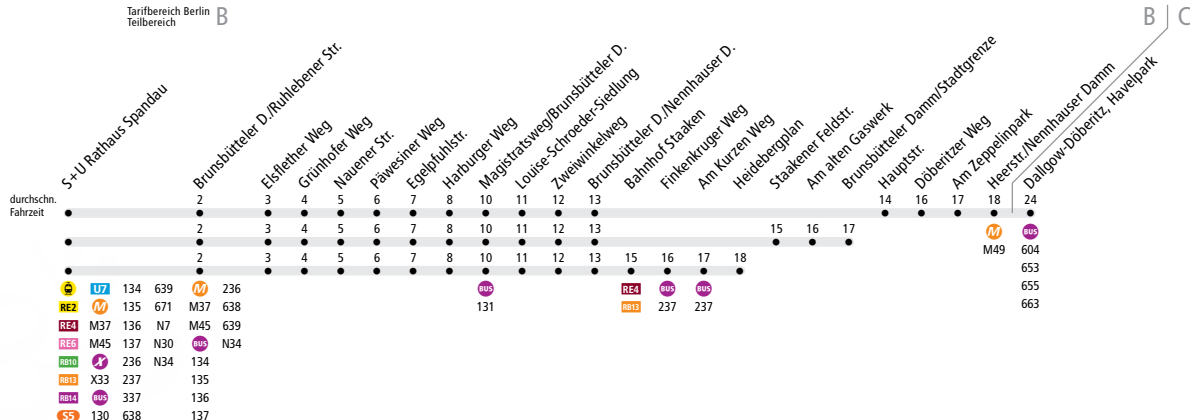 Tarifbereich Berlin
Teilbereich
B
B | C
S+U Rathaus Spandau
Brunsbütteler D./Ruhlebener Str.
Elsflether Weg
Grünhofer Weg
Nauener Str.
Päwesiner Weg
Egelpfuhlstr.
Harburger Weg
Magistratsweg/Brunsbütteler D.
Louise-Schroeder-Siedlung
Zweiwinkelweg
Brunsbütteler D./Nennhauser D.
Bahnhof Staaken
Finkenkruger Weg
Am Kurzen Weg
Heidebergplan
Staakener Feldstr.
Am alten Gaswerk
Brunsbütteler Damm/Stadtgrenze
Hauptstr.
Döberitzer Weg
Am Zeppelinpark
Heerstr./Nennhauser Damm
Dallgow-Döberitz, Havelpark
durchschn.
Fahrzeit
2 3 4 5 6 7 8 10 11 12 13 14 16 17 18 24
2 3 4 5 6 7 8 10 11 12 13 15 16 17
2 3 4 5 6 7 8 10 11 12 13 15 16 17 18
U7 134 639 M 236
RE2 M 135 671 M37 638
RE4 M37 136 N7 M45 639
RE6 M45 137 N30 BUS N34
RB10 X 236 N34 134
RB13 X33 237 135
RB14 BUS 337 136
S5 130 638 137
BUS
131
RE4
RB13
BUS
237
BUS
237
M
M49
BUS
604
653
655
663